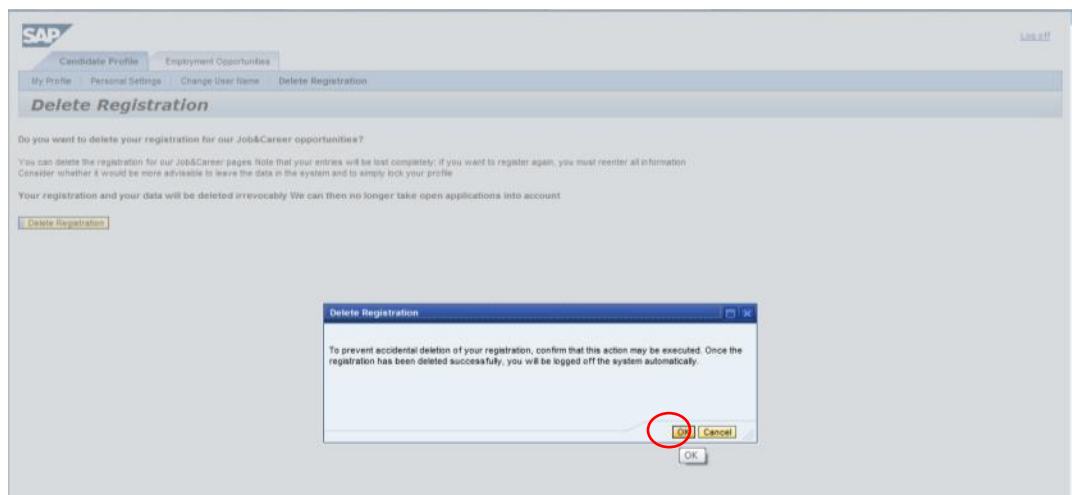 SAP
Log off
Candidate Profile Employment Opportunities
My Profile Personal Settings Change User Name Delete Registration
Delete Registration
Do you want to delete your registration for our Job&Career opportunities?
You can delete the registration for our Job&Career pages Note that your entries will be lost completely; if you want to register again, you must reenter all information
Consider whether it would be more advisable to leave the data in the system and to simply lock your profile
Your registration and your data will be deleted irrevocably We can then no longer take open applications into account
Delete Registration
Delete Registration
To prevent accidental deletion of your registration, confirm that this action may be executed. Once the
registration has been deleted successfully, you will be logged off the system automatically.
OK Cancel
OK